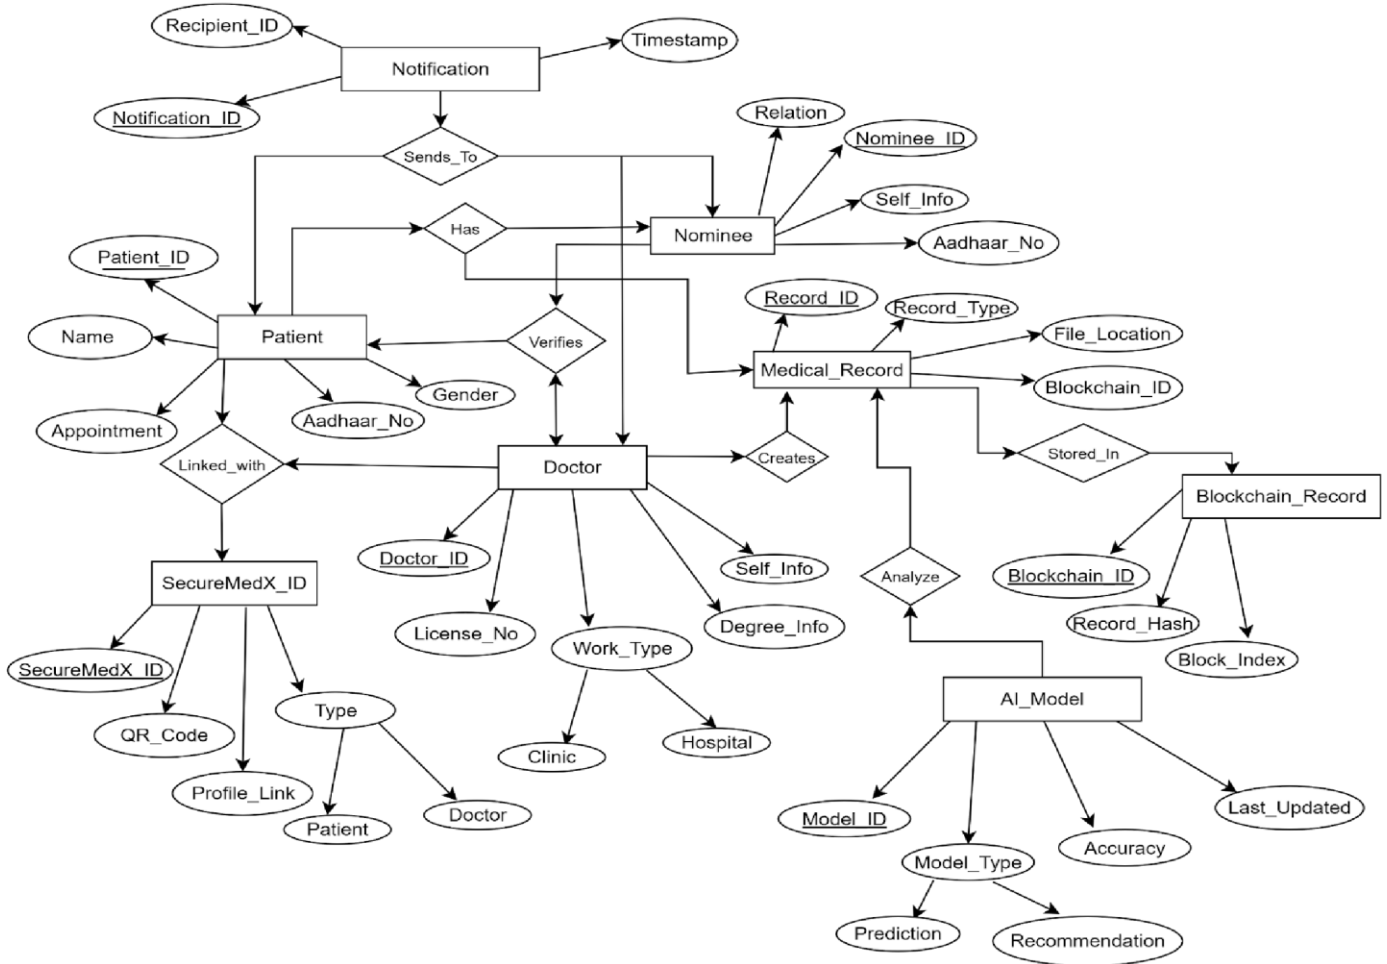 Recipient_ID
Timestamp
Notification
Notification_ID
Relation
Nominee_ID
Sends_To
Self_Info
Has
Nominee
Aadhaar_No
Patient_ID
Record_ID
Record_Type
File_Location
Name
Patient
Verifies
Medical_Record
Blockchain_ID
Gender
Aadhaar_No
Appointment
Linked_with
Doctor
Creates
Stored_In
Blockchain_Record
Doctor_ID
Self_Info
Analyze
Blockchain_ID
SecureMedX_ID
License_No
Degree_Info
Record_Hash
Work_Type
Block_Index
SecureMedX_ID
AI_Model
Type
QR_Code
Clinic
Hospital
Profile_Link
Patient
Doctor
Model_ID
Last_Updated
Accuracy
Model_Type
Prediction
Recommendation